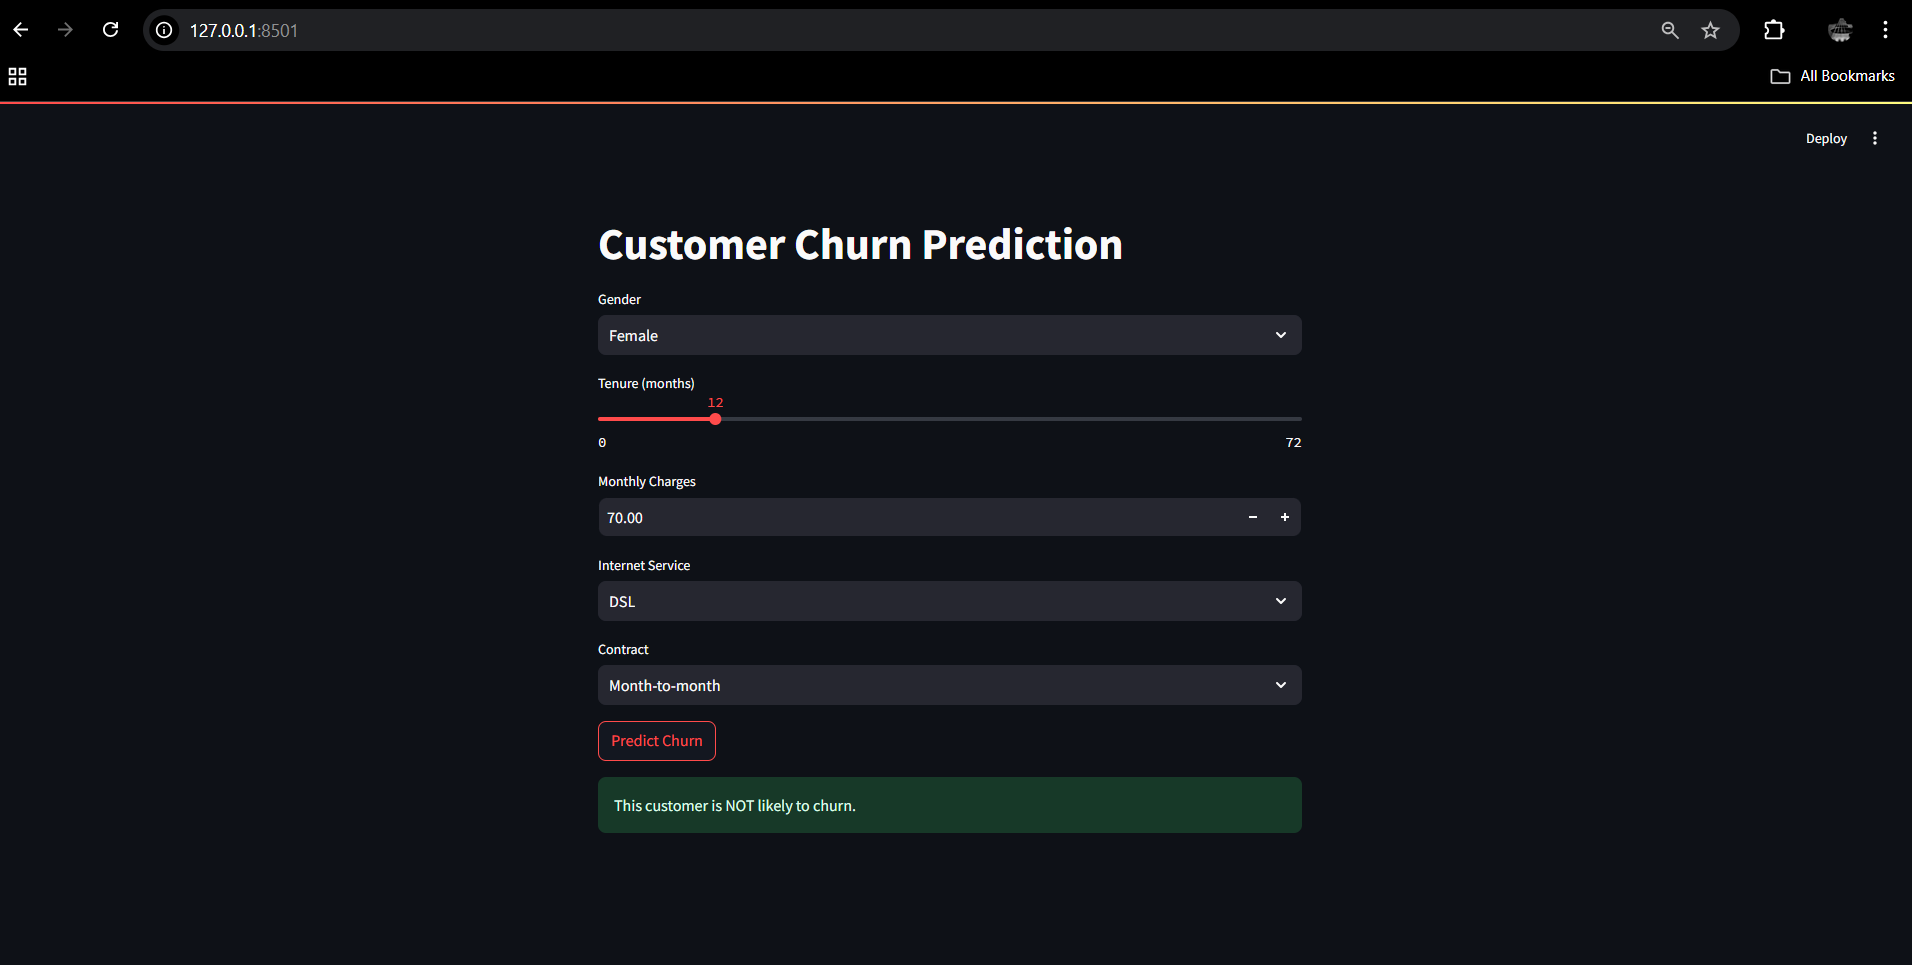 127.0.0.1:8501
All Bookmarks
Deploy
Customer Churn Prediction
Gender
Female
Tenure (months)
12
0 72
Monthly Charges
70.00
Internet Service
DSL
Contract
Month-to-month
Predict Churn
This customer is NOT likely to churn.